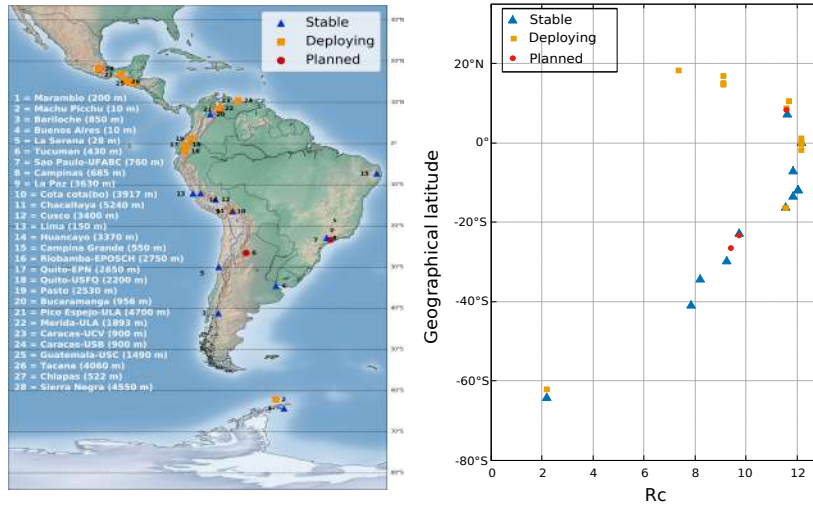 Stable
Deploying
Planned
1 = Marambio (200 m)
2 = Machu Picchu (10 m)
3 = Bariloche (850 m)
4 = Buenos Aires (10 m)
5 = La Serena (28 m)
6 = Tucuman (430 m)
7 = Sao Paulo-UFABC (760 m)
8 = Campinas (685 m)
9 = La Paz (3630 m)
10 = Cota cota(bo) (3917 m)
11 = Chacaltaya (5240 m)
12 = Cusco (3400 m)
13 = Lima (150 m)
14 = Huancayo (3370 m)
15 = Campina Grande (550 m)
16 = Riobamba-EPOSCH (2750 m)
17 = Quito-EPN (2850 m)
18 = Quito-USFQ (2200 m)
19 = Pasto (2530 m)
20 = Bucaramanga (956 m)
21 = Pico Espejo-ULA (4700 m)
22 = Merida-ULA (1893 m)
23 = Caracas-UCV (900 m)
24 = Caracas-USB (900 m)
25 = Guatemala-USC (1490 m)
26 = Tacana (4060 m)
27 = Chiapas (522 m)
28 = Sierra Negra (4550 m)
Stable
Deploying
Planned
20°N
0°
-20°S
-40°S
-60°S
-80°S
Geographical latitude
0 2 4 6 8 10 12
Rc